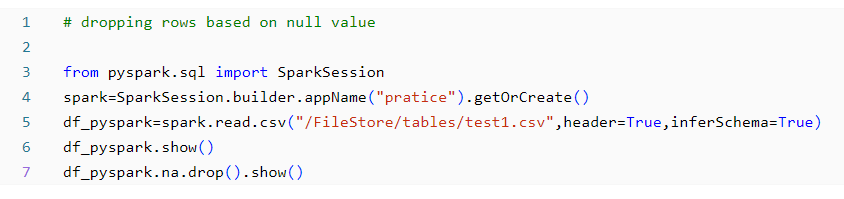 1 # dropping rows based on null value
2
3 from pyspark.sql import SparkSession
4 spark=SparkSession.builder.appName("pratice").getOrCreate()
5 df_pyspark=spark.read.csv("/FileStore/tables/test1.csv",header=True,inferSchema=True)
6 df_pyspark.show()
7 df_pyspark.na.drop().show()